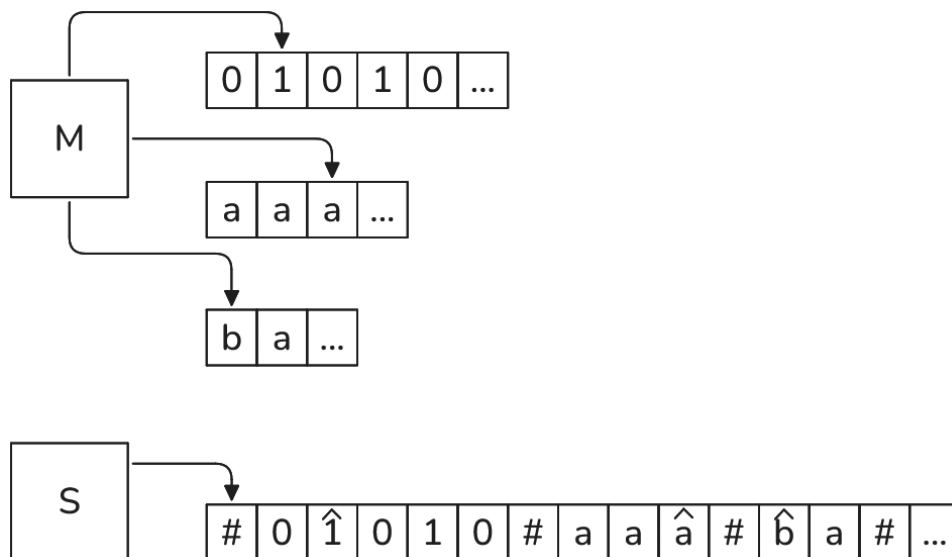 0 1 0 1 0 ...
M
a a a ...
b a ...
S
# 0 1̂ 0 1 0 # a a â # b̂ a # ...